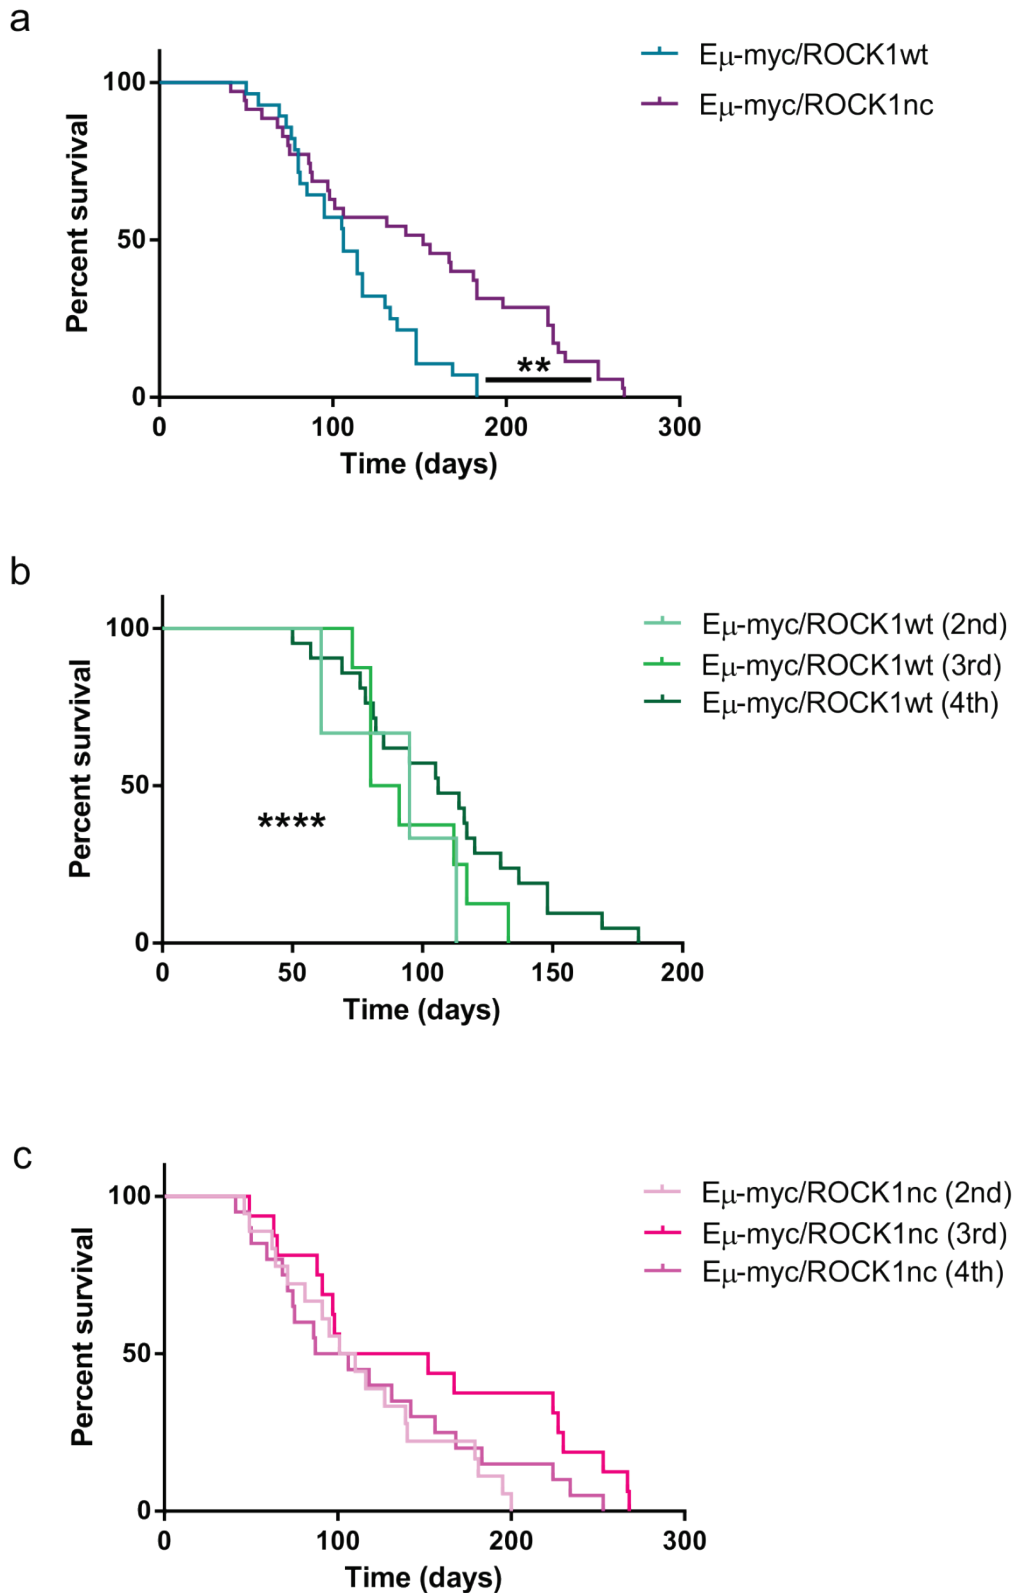 a
Eμ-myc/ROCK1wt
Eμ-myc/ROCK1nc
Percent survival
100
50
0
**
0 100 200 300
Time (days)
b
Eμ-myc/ROCK1wt (2nd)
Eμ-myc/ROCK1wt (3rd)
Eμ-myc/ROCK1wt (4th)
Percent survival
100
50
0
****
0 50 100 150 200
Time (days)
c
Eμ-myc/ROCK1nc (2nd)
Eμ-myc/ROCK1nc (3rd)
Eμ-myc/ROCK1nc (4th)
Percent survival
100
50
0
0 100 200 300
Time (days)